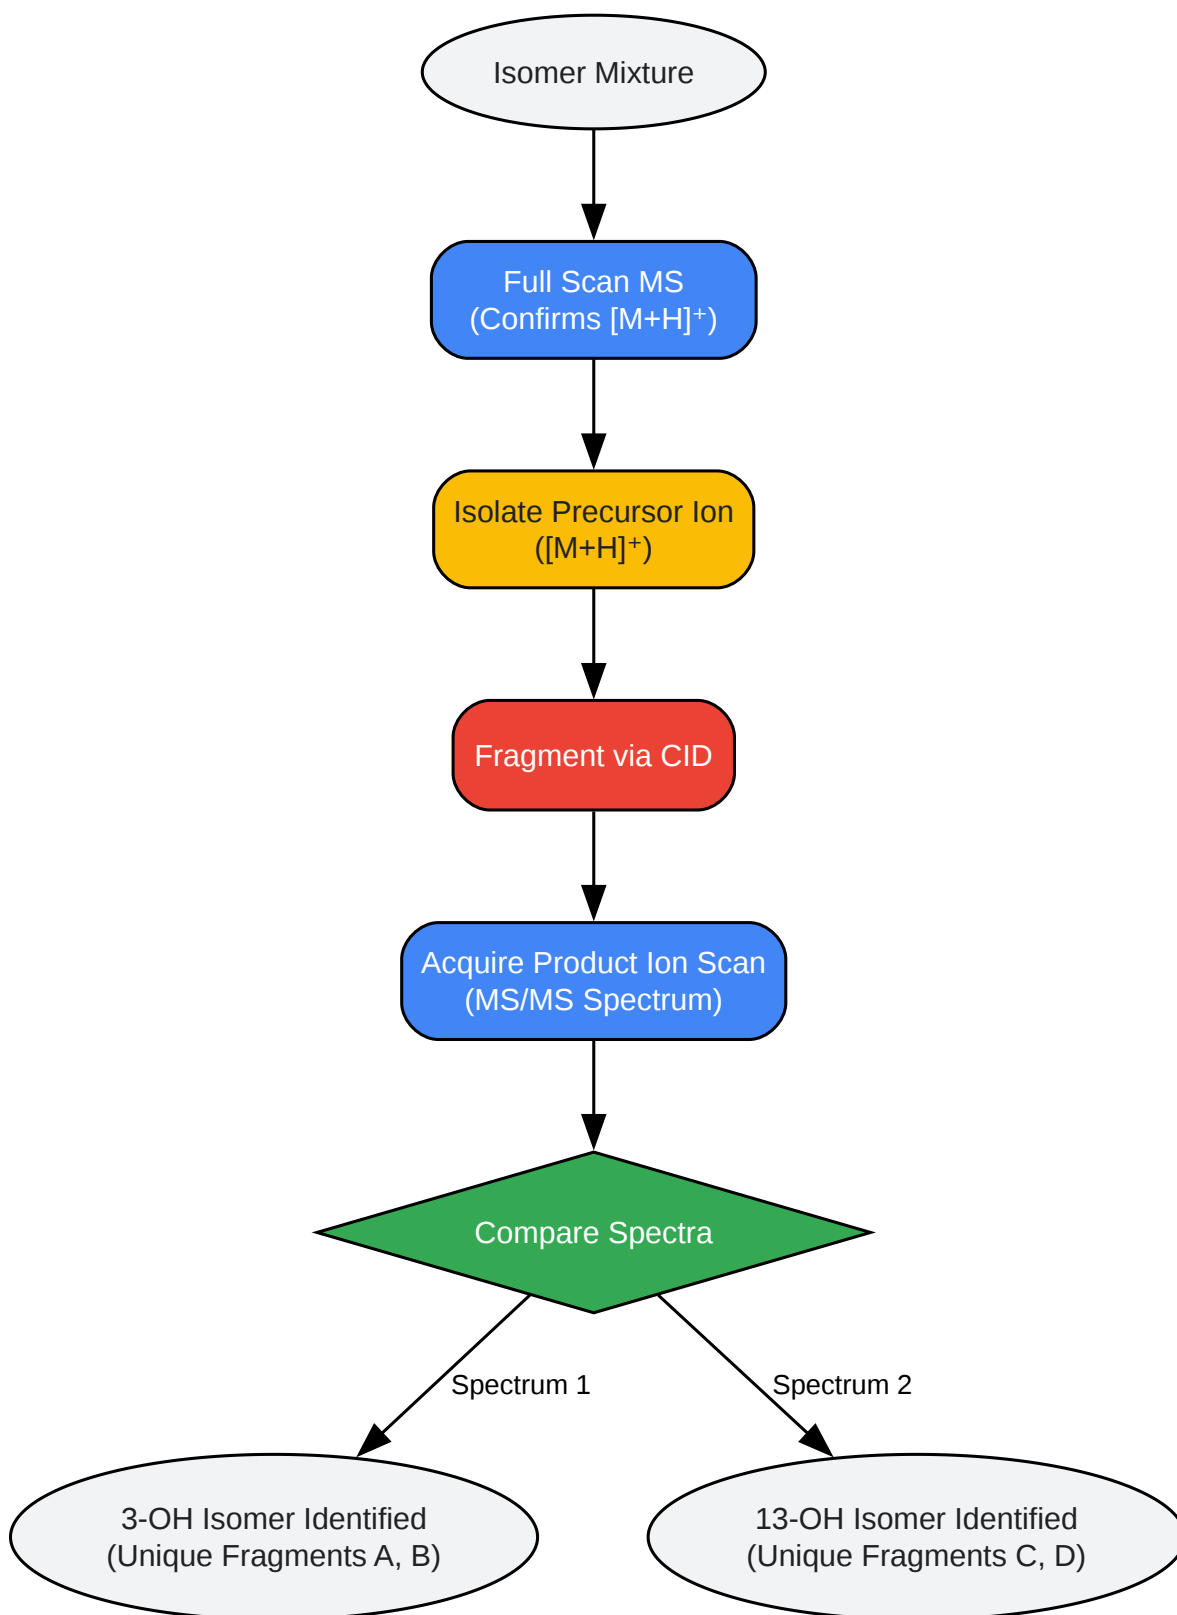 Isomer Mixture
Full Scan MS
(Confirms [M+H]⁺)
Isolate Precursor Ion
([M+H]⁺)
Fragment via CID
Acquire Product Ion Scan
(MS/MS Spectrum)
Compare Spectra
Spectrum 1
Spectrum 2
3-OH Isomer Identified
(Unique Fragments A, B)
13-OH Isomer Identified
(Unique Fragments C, D)